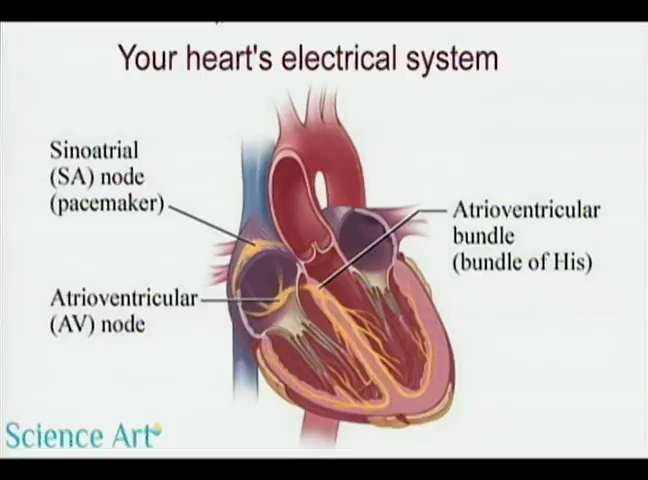 Your heart's electrical system
Sinoatrial
(SA) node
(pacemaker)
Atrioventricular
bundle
(bundle of His)
Atrioventricular
(AV) node
Science Art